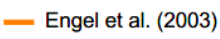 Engel et al. (2003)